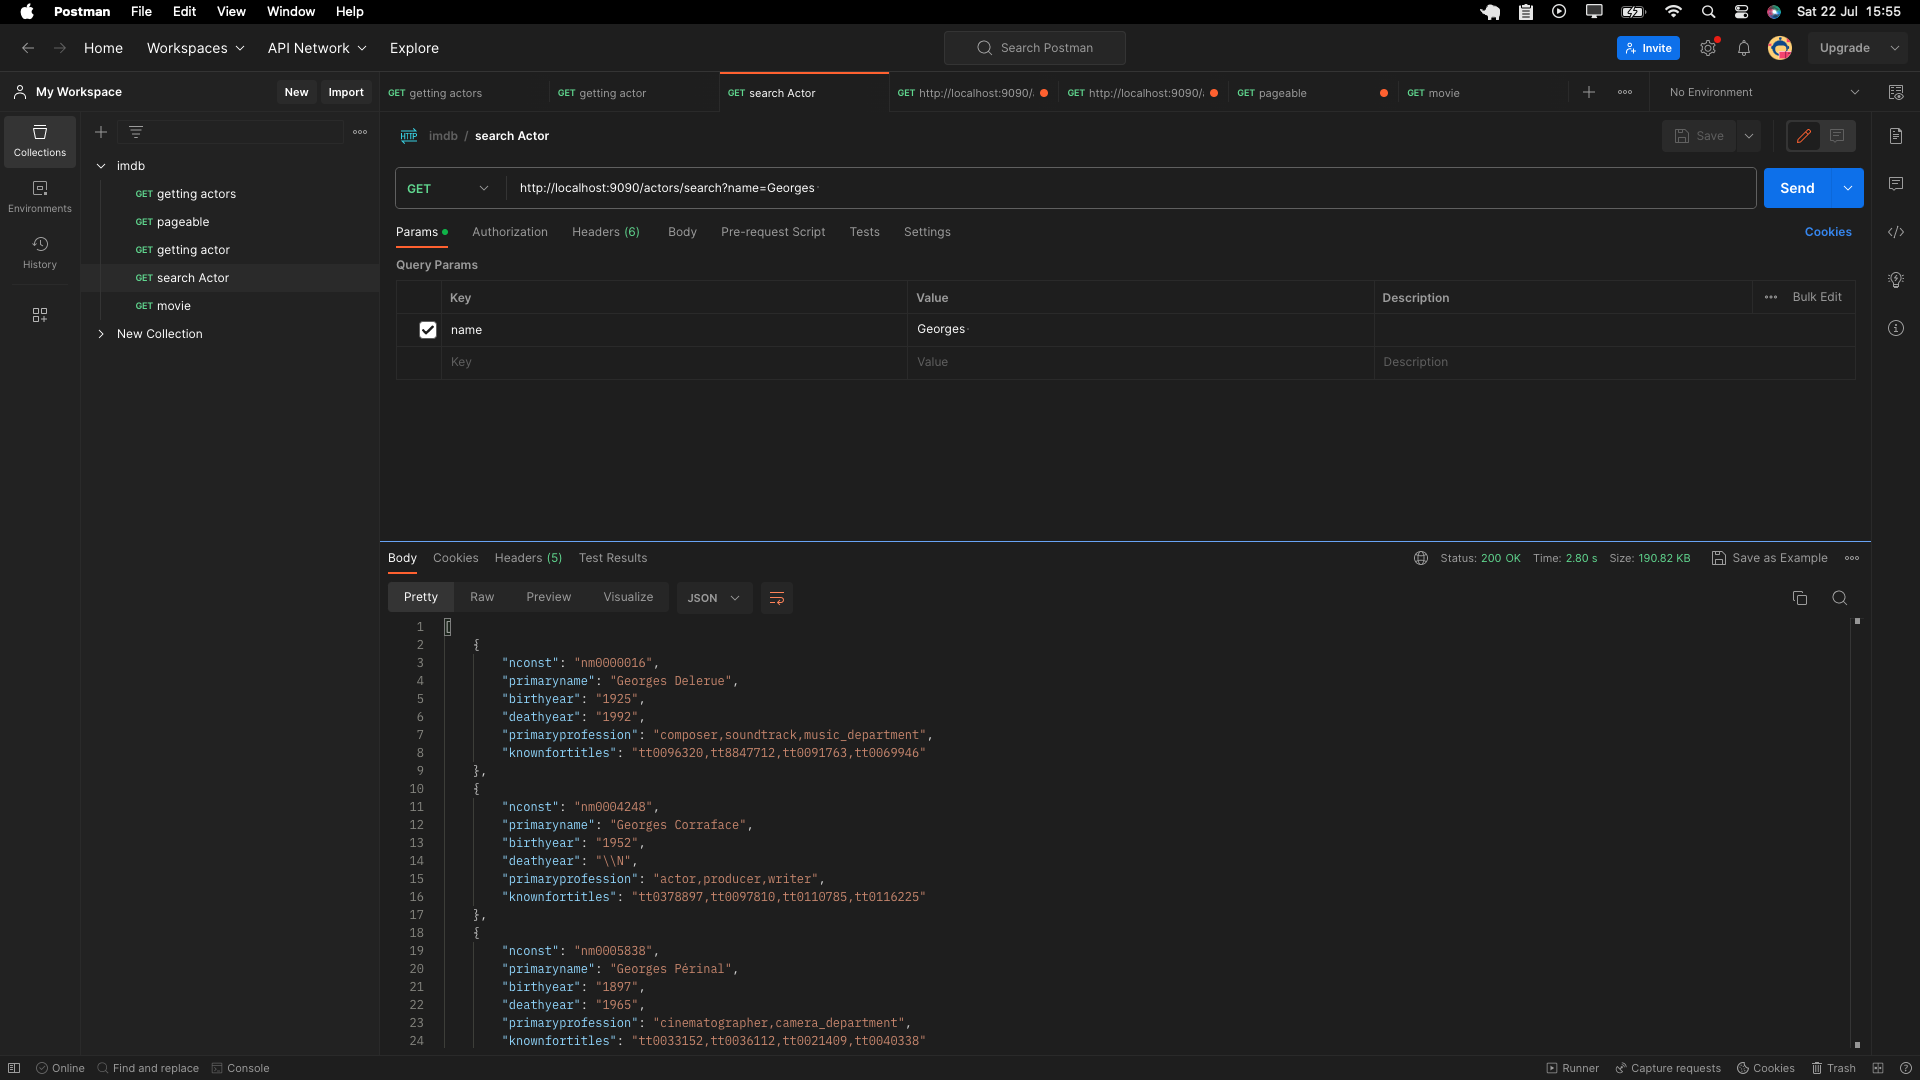 Postman File Edit View Window Help Sat 22 Jul 15:55
Home Workspaces API Network Explore Search Postman Invite Upgrade
My Workspace New Import GET getting actors GET getting actor GET search Actor GET http://localhost:9090/ GET http://localhost:9090/ GET pageable GET movie No Environment
Collections
Environments
History
imdb
GET getting actors
GET pageable
GET getting actor
GET search Actor
GET movie
New Collection
HTTP imdb / search Actor Save
GET http://localhost:9090/actors/search?name=Georges Send
Params Authorization Headers (6) Body Pre-request Script Tests Settings Cookies
Query Params
Key Value Description Bulk Edit
name Georges
Key Value Description
Body Cookies Headers (5) Test Results Status: 200 OK Time: 2.80 s Size: 190.82 KB Save as Example
Pretty Raw Preview Visualize JSON
1 [
2 {
3 "nconst": "nm0000016",
4 "primaryname": "Georges Delerue",
5 "birthyear": "1925",
6 "deathyear": "1992",
7 "primaryprofession": "composer,soundtrack,music_department",
8 "knownfortitles": "tt0096320,tt8847712,tt0091763,tt0069946"
9 },
10 {
11 "nconst": "nm0004248",
12 "primaryname": "Georges Corraface",
13 "birthyear": "1952",
14 "deathyear": "\\N",
15 "primaryprofession": "actor,producer,writer",
16 "knownfortitles": "tt0378897,tt0097810,tt0110785,tt0116225"
17 },
18 {
19 "nconst": "nm0005838",
20 "primaryname": "Georges Périnal",
21 "birthyear": "1897",
22 "deathyear": "1965",
23 "primaryprofession": "cinematographer,camera_department",
24 "knownfortitles": "tt0033152,tt0036112,tt0021409,tt0040338"
Online Find and replace Console Runner Capture requests Cookies Trash